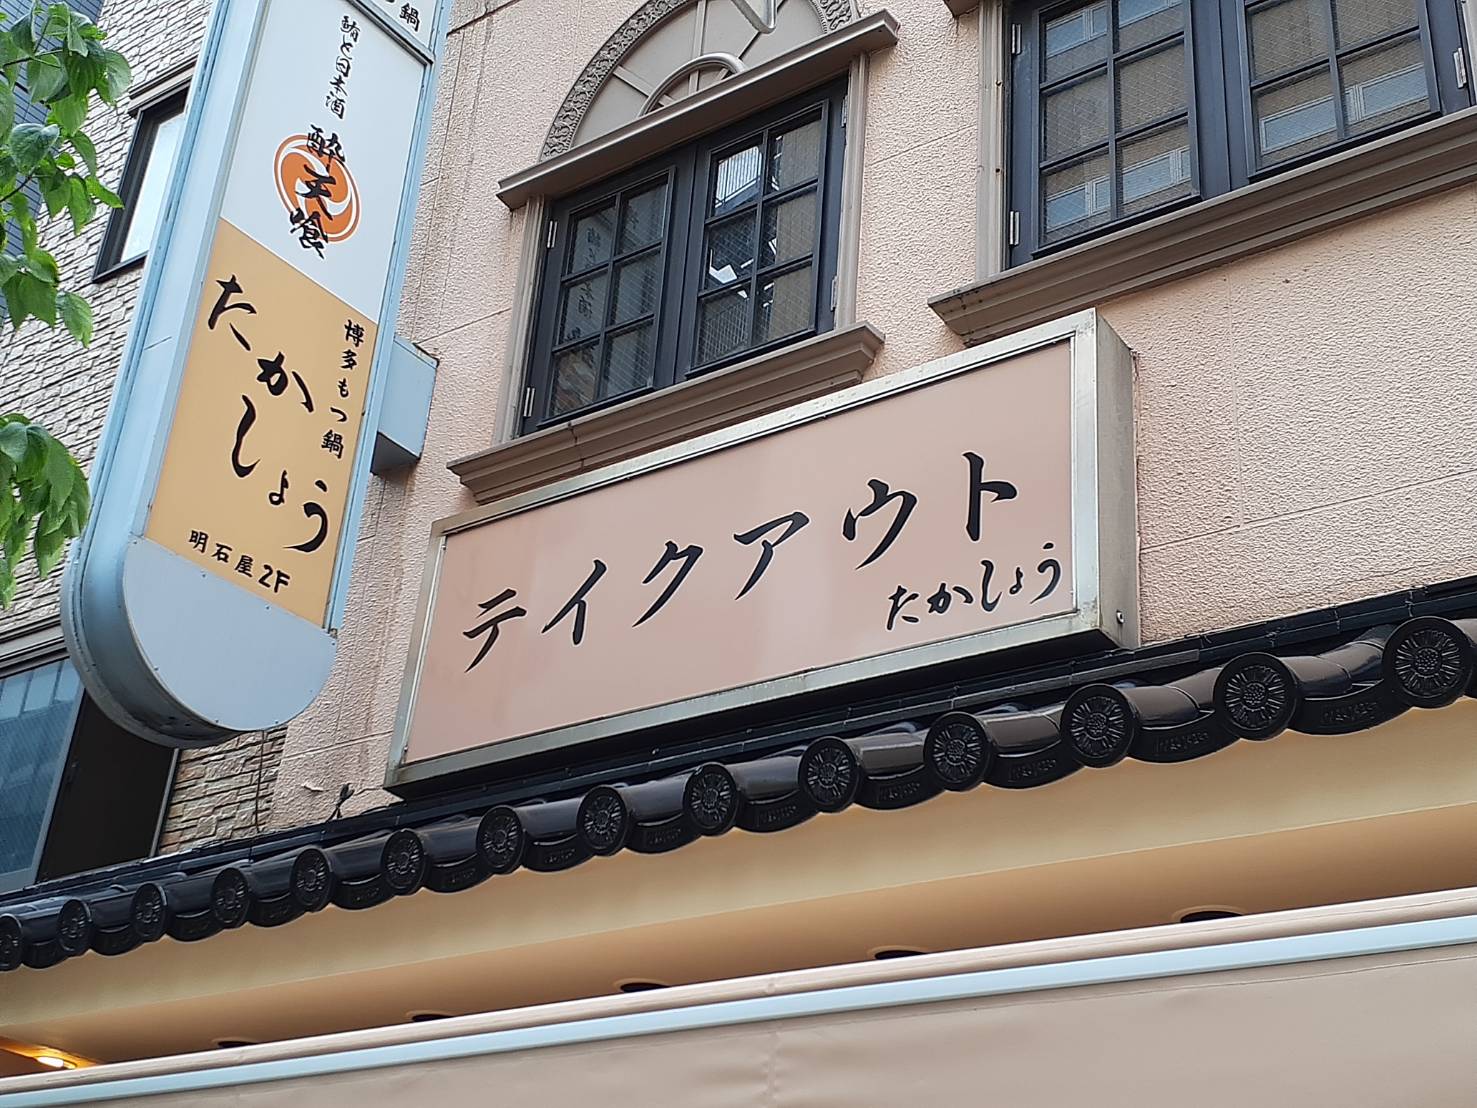 鍋
鯖と日本酒
酔天喰
博多もつ鍋
たかしょう
明石屋2F
テイクアウト
たかしょう